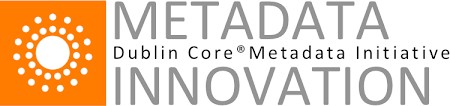 METADATA
Dublin Core® Metadata Initiative
INNOVATION